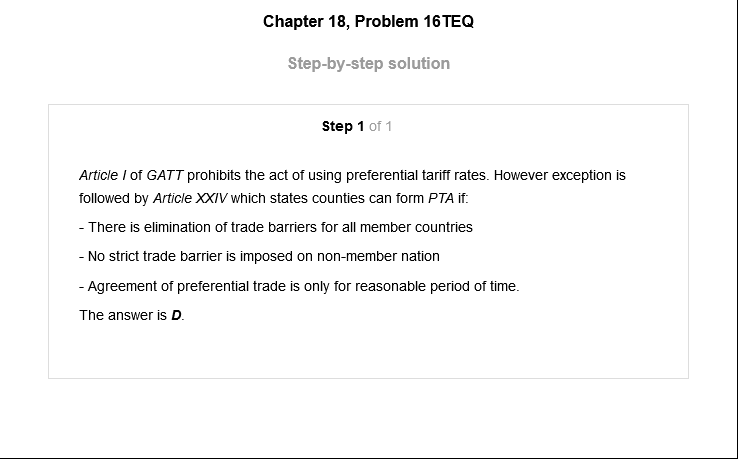 Chapter 18, Problem 16TEQ
Step-by-step solution
Step 1 of 1
Article I of GATT prohibits the act of using preferential tariff rates. However exception is
followed by Article XXIV which states counties can form PTA if:
- There is elimination of trade barriers for all member countries
- No strict trade barrier is imposed on non-member nation
- Agreement of preferential trade is only for reasonable period of time.
The answer is D.